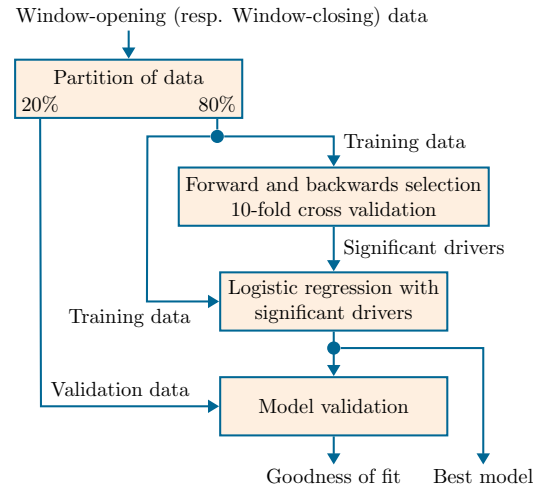 Window-opening (resp. Window-closing) data
Partition of data
20% 80%
Training data
Forward and backwards selection
10-fold cross validation
Significant drivers
Logistic regression with
significant drivers
Training data
Validation data
Model validation
Goodness of fit
Best model